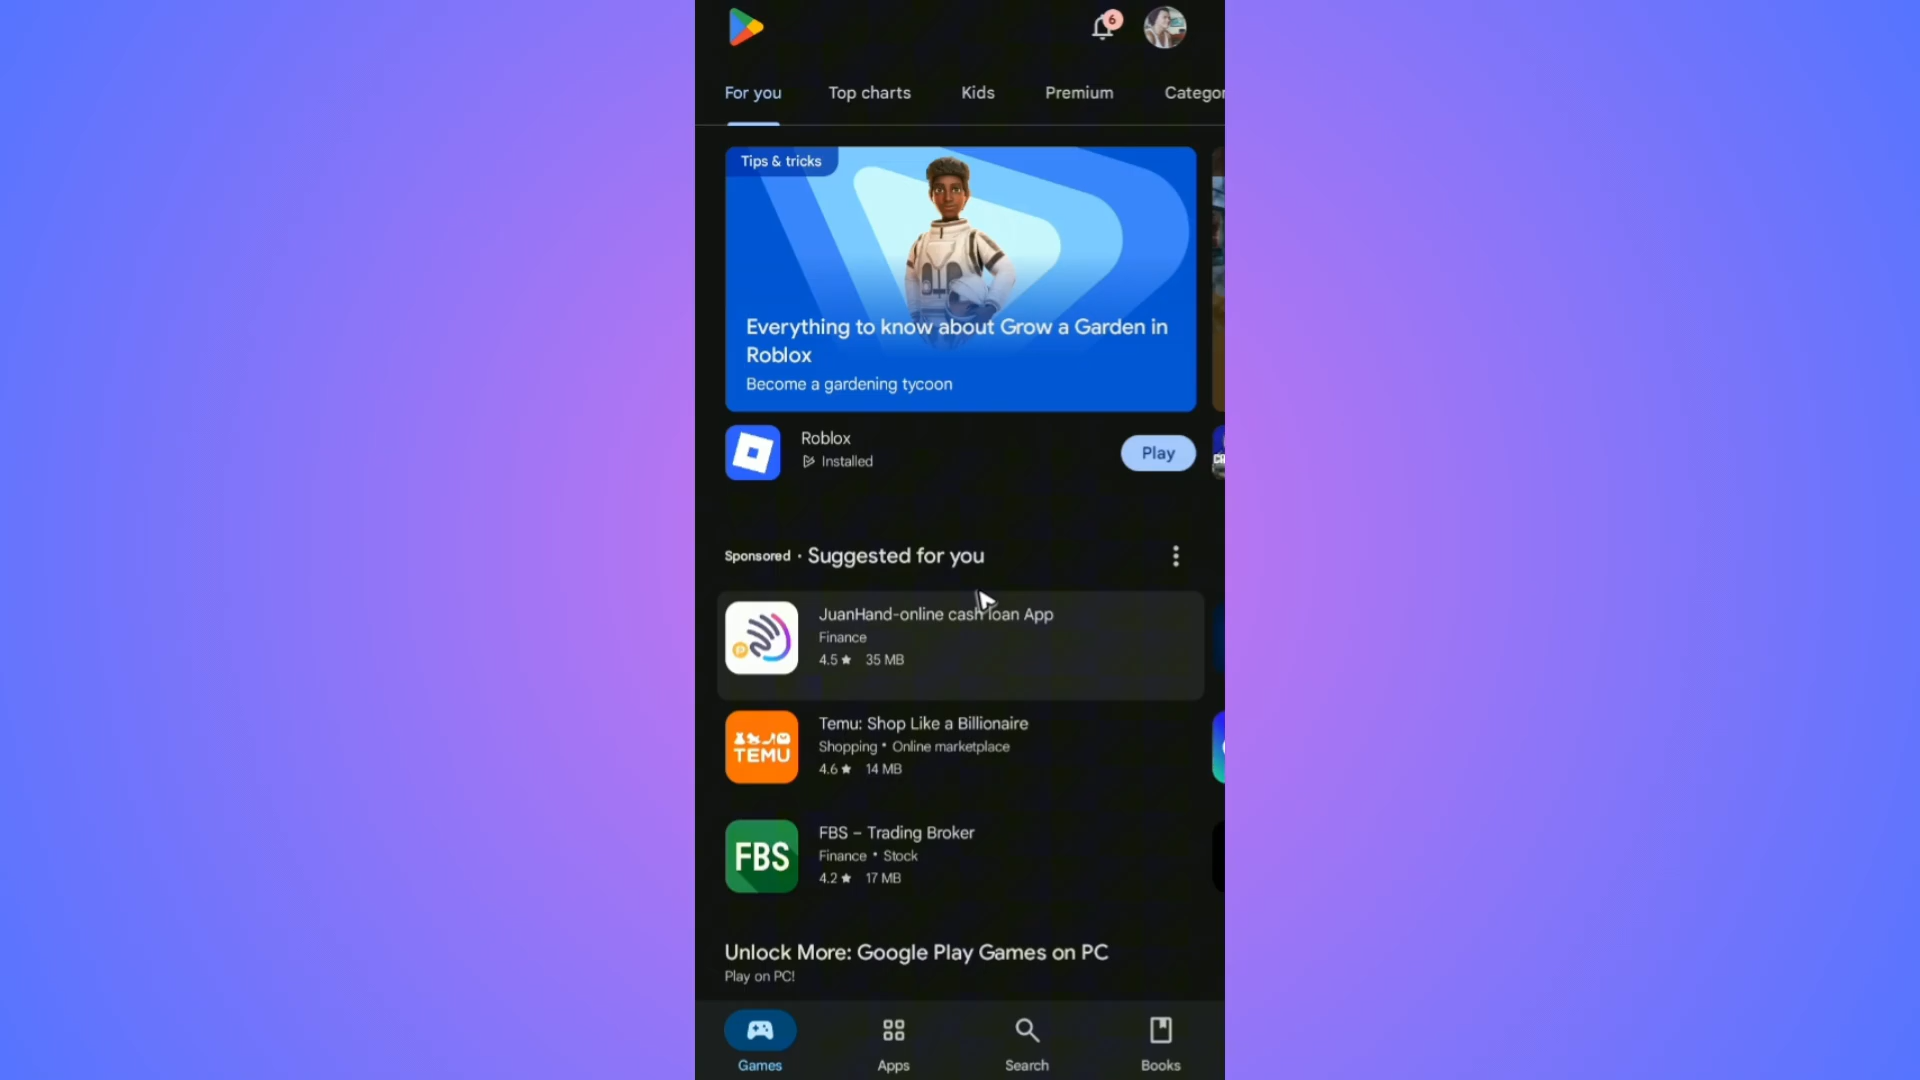 6
For you Top charts Kids Premium Categor
Tips & tricks
Everything to know about Grow a Garden in
Roblox
Become a gardening tycoon
Roblox
Installed
Play
Sponsored · Suggested for you
JuanHand-online cash loan App
Finance
4.5 ★ 35 MB
TEMU
Temu: Shop Like a Billionaire
Shopping • Online marketplace
4.6 ★ 14 MB
FBS
FBS – Trading Broker
Finance • Stock
4.2 ★ 17 MB
Unlock More: Google Play Games on PC
Play on PC!
Games Apps Search Books